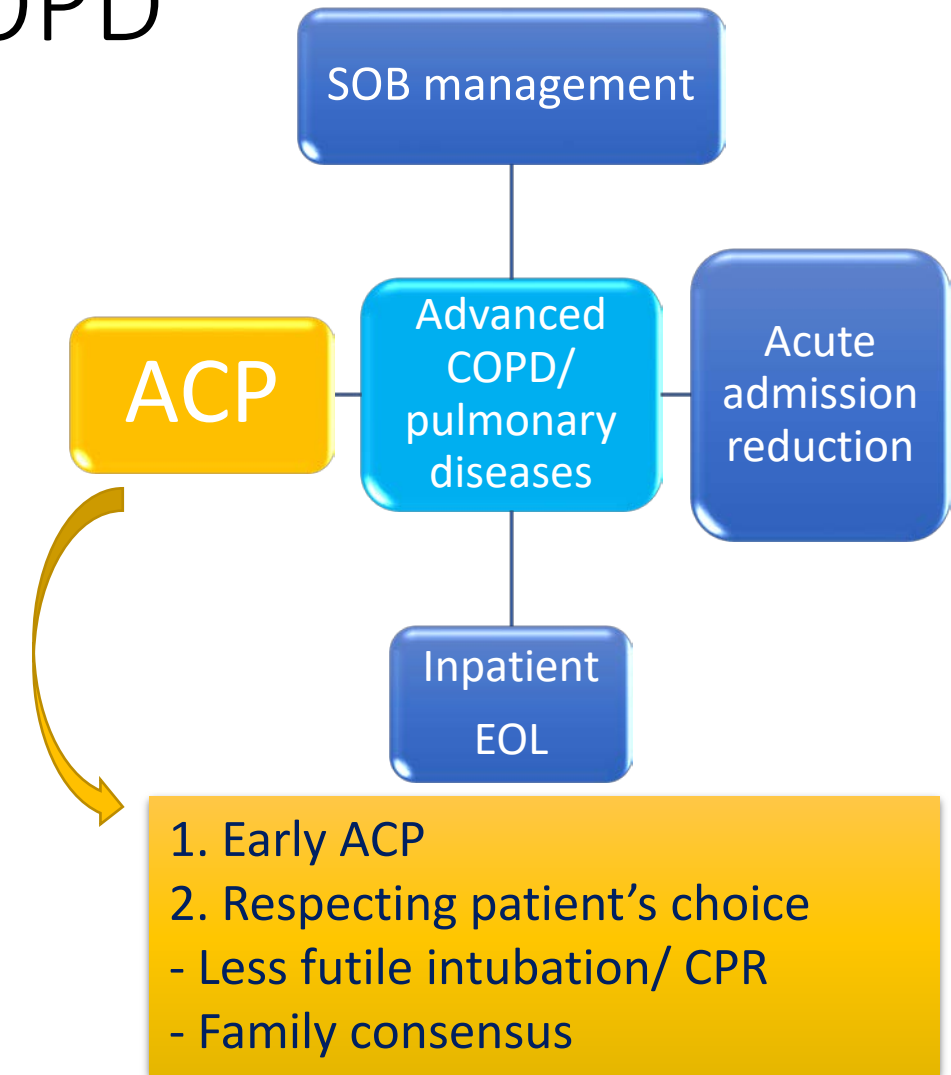 OPD
SOB management
ACP
Advanced
COPD/
pulmonary
diseases
Acute
admission
reduction
Inpatient
EOL
1. Early ACP
2. Respecting patient’s choice
- Less futile intubation/ CPR
- Family consensus